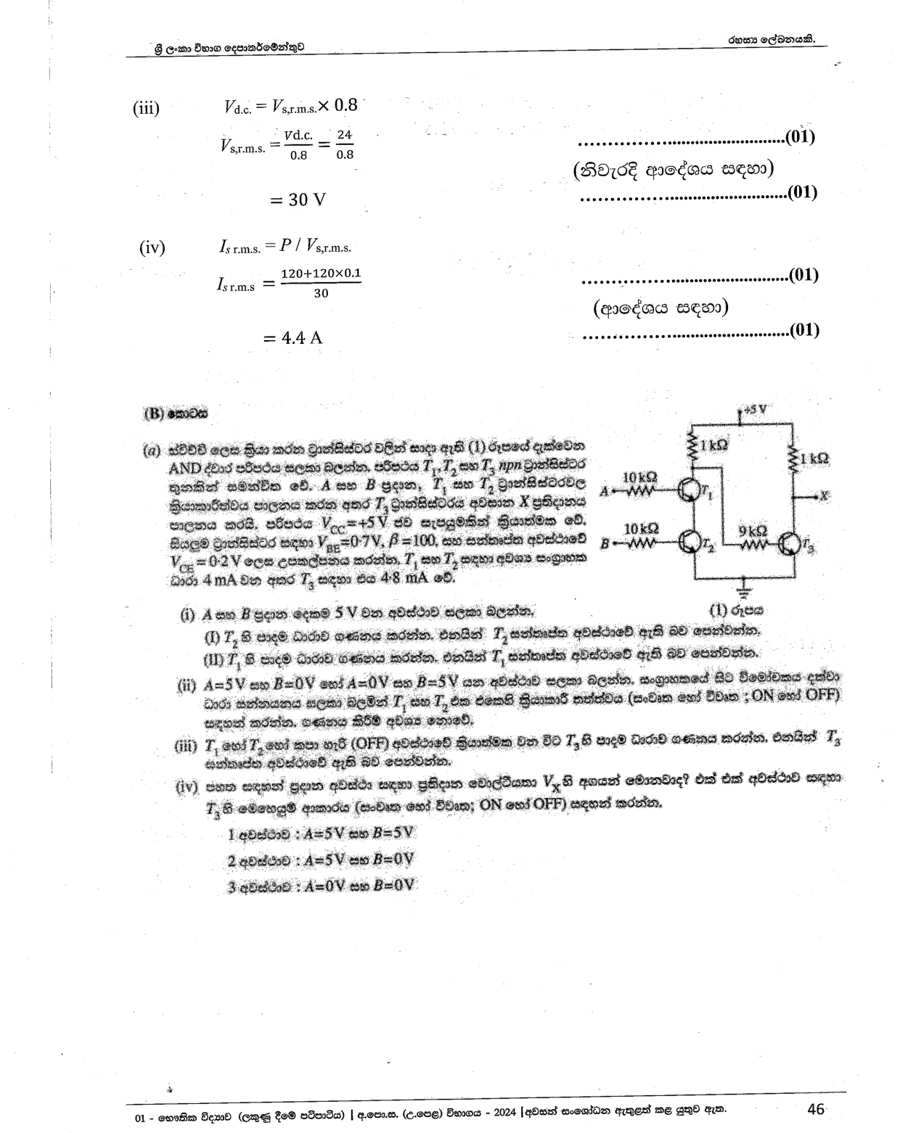 ශ්‍රී ලංකා විභාග දෙපාර්තමේන්තුව
රහස්‍ය ලේඛනයකි.
(iii) V_d.c. = V_s,r.m.s. × 0.8
V_s,r.m.s. = Vd.c./0.8 = 24/0.8 ............(01)
(නිවැරදි ආදේශය සඳහා)
= 30 V ............(01)
(iv) I_s r.m.s. = P / V_s,r.m.s.
I_s r.m.s = 120+120×0.1/30 ............(01)
(ආදේශය සඳහා)
= 4.4 A ............(01)
(B) කොටස
(a) ස්විච්ච ලෙස ක්‍රියා කරන ට්‍රාන්සිස්ටර වලින් සාදා ඇති (1) රූපයේ දැක්වෙන
AND ද්වාර පරිපථය සලකා බලන්න. පරිපථය T₁, T₂ සහ T₃ npn ට්‍රාන්සිස්ටර
තුනකින් සමන්විත වේ. A සහ B ප්‍රදාන, T₁ සහ T₂ ට්‍රාන්සිස්ටරවල
ක්‍රියාකාරීත්වය පාලනය කරන අතර T₃ ට්‍රාන්සිස්ටරය අවසාන X ප්‍රතිදානය
පාලනය කරයි. පරිපථය V_CC=+5 V ජව සැපයුමකින් ක්‍රියාත්මක වේ.
සියලුම ට්‍රාන්සිස්ටර සඳහා V_BE=0·7V, β=100, සහ සන්තෘප්ත අවස්ථාවේ
V_CE=0·2 V ලෙස උපකල්පනය කරන්න. T₁ සහ T₂ සඳහා අවශ්‍ය සංග්‍රාහක
ධාරා 4 mA වන අතර T₃ සඳහා එය 4·8 mA වේ.
+5 V
1 kΩ
1 kΩ
10 kΩ
A
T₁
X
10 kΩ
B
T₂
9 kΩ
T₃
(1) රූපය
(i) A සහ B ප්‍රදාන දෙකම 5 V වන අවස්ථාව සලකා බලන්න.
(I) T₂ හි පාදම ධාරාව ගණනය කරන්න. එනයින් T₂ සන්තෘප්ත අවස්ථාවේ ඇති බව පෙන්වන්න.
(II) T₁ හි පාදම ධාරාව ගණනය කරන්න. එනයින් T₁ සන්තෘප්ත අවස්ථාවේ ඇති බව පෙන්වන්න.
(ii) A=5 V සහ B=0 V හෝ A=0 V සහ B=5 V යන අවස්ථාව සලකා බලන්න. සංග්‍රාහකයේ සිට විමෝචකය දක්වා
ධාරා සන්නයනය සලකා බලමින් T₁ සහ T₂ එක එකෙහි ක්‍රියාකාරී තත්ත්වය (සංවෘත හෝ විවෘත ; ON හෝ OFF)
සඳහන් කරන්න. ගණනය කිරීම් අවශ්‍ය නොවේ.
(iii) T₁ හෝ T₂ හෝ කපා හැරි (OFF) අවස්ථාවේ ක්‍රියාත්මක වන විට T₃ හි පාදම ධාරාව ගණනය කරන්න. එනයින් T₃
සන්තෘප්ත අවස්ථාවේ ඇති බව පෙන්වන්න.
(iv) පහත සඳහන් ප්‍රදාන අවස්ථා සඳහා ප්‍රතිදාන වෝල්ටීයතා V_X හි අගයන් මොනවාද? එක් එක් අවස්ථාව සඳහා
T₃ හි මෙහෙයුම් ආකාරය (සංවෘත හෝ විවෘත; ON හෝ OFF) සඳහන් කරන්න.
1 අවස්ථාව : A=5 V සහ B=5 V
2 අවස්ථාව : A=5 V සහ B=0V
3 අවස්ථාව : A=0V සහ B=0V
01 - භෞතික විද්‍යාව (ලකුණු දීමේ පටිපාටිය) | අ.පො.ස. (උ.පෙළ) විභාගය - 2024 | අවසන් සංශෝධන ඇතුළත් කළ යුතුව ඇත. 46